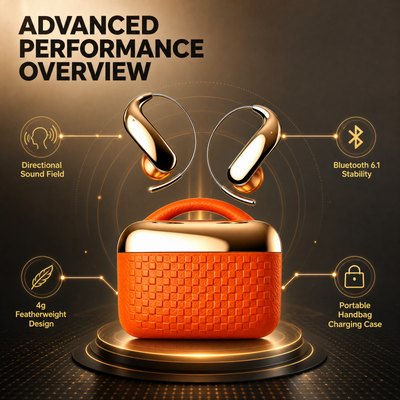 ADVANCED
PERFORMANCE
OVERVIEW
Directional
Sound Field
Bluetooth 6.1
Stability
4g
Featherweight
Design
Portable
Handbag
Charging Case